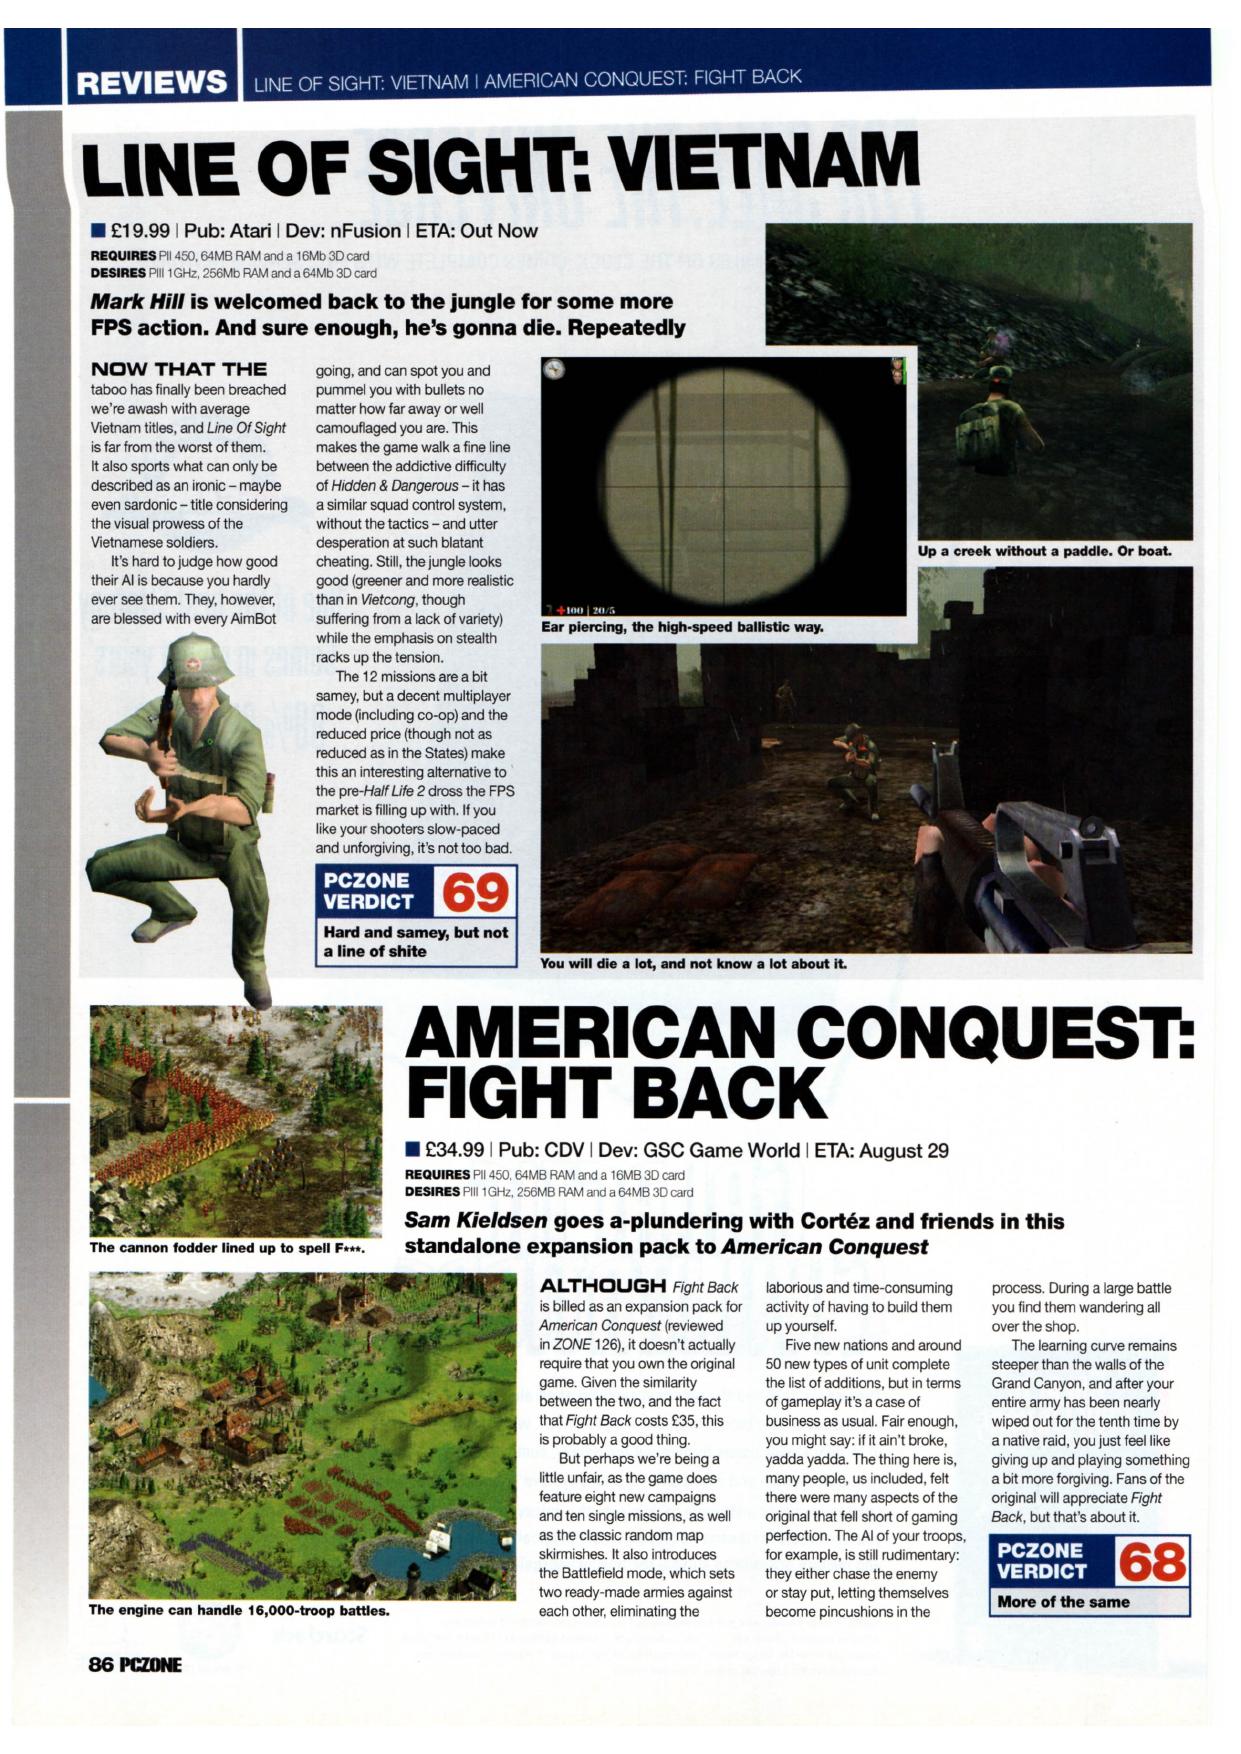 REVIEWS
LINE OF SIGHT: VIETNAM | AMERICAN CONQUEST: FIGHT BACK
LINE OF SIGHT: VIETNAM
£19.99 | Pub: Atari | Dev: nFusion | ETA: Out Now
REQUIRES PII 450, 64MB RAM and a 16Mb 3D card
DESIRES PIII 1GHz, 256Mb RAM and a 64Mb 3D card
Mark Hill is welcomed back to the jungle for some more
FPS action. And sure enough, he's gonna die. Repeatedly
NOW THAT THE
taboo has finally been breached
we're awash with average
Vietnam titles, and Line Of Sight
is far from the worst of them.
It also sports what can only be
described as an ironic – maybe
even sardonic – title considering
the visual prowess of the
Vietnamese soldiers.
It's hard to judge how good
their AI is because you hardly
ever see them. They, however,
are blessed with every AimBot
going, and can spot you and
pummel you with bullets no
matter how far away or well
camouflaged you are. This
makes the game walk a fine line
between the addictive difficulty
of Hidden & Dangerous – it has
a similar squad control system,
without the tactics – and utter
desperation at such blatant
cheating. Still, the jungle looks
good (greener and more realistic
than in Vietcong, though
suffering from a lack of variety)
while the emphasis on stealth
racks up the tension.
The 12 missions are a bit
samey, but a decent multiplayer
mode (including co-op) and the
reduced price (though not as
reduced as in the States) make
this an interesting alternative to
the pre-Half Life 2 dross the FPS
market is filling up with. If you
like your shooters slow-paced
and unforgiving, it's not too bad.
PCZONE
VERDICT
69
Hard and samey, but not
a line of shite
Up a creek without a paddle. Or boat.
+100 | 20/5
Ear piercing, the high-speed ballistic way.
You will die a lot, and not know a lot about it.
The cannon fodder lined up to spell F***.
The engine can handle 16,000-troop battles.
AMERICAN CONQUEST:
FIGHT BACK
£34.99 | Pub: CDV | Dev: GSC Game World | ETA: August 29
REQUIRES PII 450, 64MB RAM and a 16MB 3D card
DESIRES PIII 1GHz, 256MB RAM and a 64MB 3D card
Sam Kieldsen goes a-plundering with Cortéz and friends in this
standalone expansion pack to American Conquest
ALTHOUGH Fight Back
is billed as an expansion pack for
American Conquest (reviewed
in ZONE 126), it doesn't actually
require that you own the original
game. Given the similarity
between the two, and the fact
that Fight Back costs £35, this
is probably a good thing.
But perhaps we're being a
little unfair, as the game does
feature eight new campaigns
and ten single missions, as well
as the classic random map
skirmishes. It also introduces
the Battlefield mode, which sets
two ready-made armies against
each other, eliminating the
laborious and time-consuming
activity of having to build them
up yourself.
Five new nations and around
50 new types of unit complete
the list of additions, but in terms
of gameplay it's a case of
business as usual. Fair enough,
you might say: if it ain't broke,
yadda yadda. The thing here is,
many people, us included, felt
there were many aspects of the
original that fell short of gaming
perfection. The AI of your troops,
for example, is still rudimentary:
they either chase the enemy
or stay put, letting themselves
become pincushions in the
process. During a large battle
you find them wandering all
over the shop.
The learning curve remains
steeper than the walls of the
Grand Canyon, and after your
entire army has been nearly
wiped out for the tenth time by
a native raid, you just feel like
giving up and playing something
a bit more forgiving. Fans of the
original will appreciate Fight
Back, but that's about it.
PCZONE
VERDICT
68
More of the same
86 PCZONE